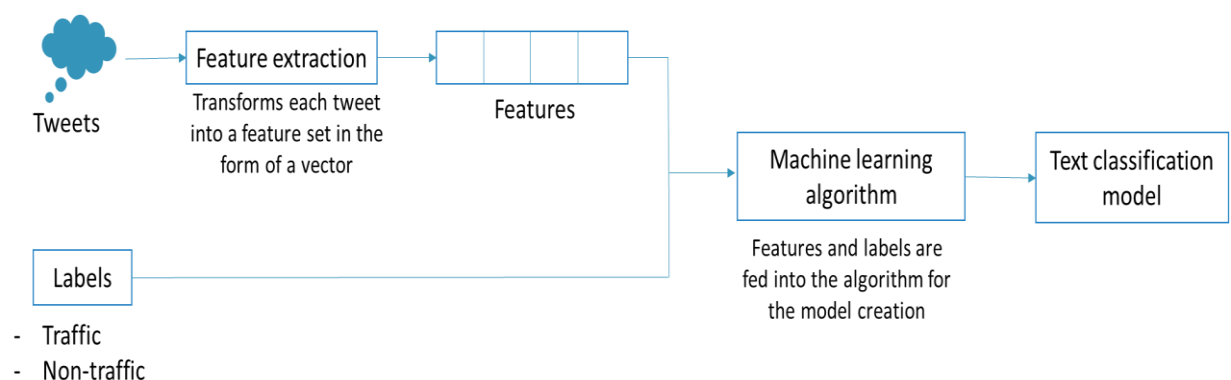 Tweets
Feature extraction
Transforms each tweet
into a feature set in the
form of a vector
Features
Machine learning
algorithm
Features and labels are
fed into the algorithm for
the model creation
Text classification
model
Labels
- Traffic
- Non-traffic